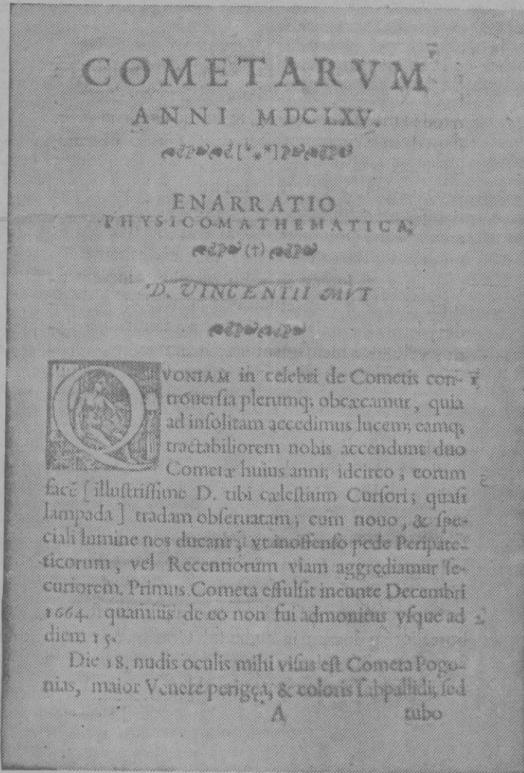 COMETARVM
ANNI MDCLXV.
ENARRATIO
PHYSICOMATHEMATICA,
D. VINCENTII MVT
QVONIAM in celebri de Cometis con-
trouersia plerumq; obcæcamur, quia
ad insolitam accedimus lucem; eamq;
tractabiliorem nobis accendunt duo
Cometæ huius anni; idcirco, eorum
facē [illustrissime D. tibi cælestium Cursori; quasi
lampada] tradam obseruatam; cum nouo, & spe-
ciali lumine nos ducant; vt inoffenso pede Peripate-
ticorum, vel Recentiorum viam aggrediamur se-
curiorem. Primus Cometa effulsit ineunte Decembri
1664. quamuis de eo non fui admonitus vsque ad
diem 15.
Die 18. nudis oculis mihi visus est Cometa Pogo-
nias, maior Venere perigęa, & coloris subpallidi, sed
A tubo